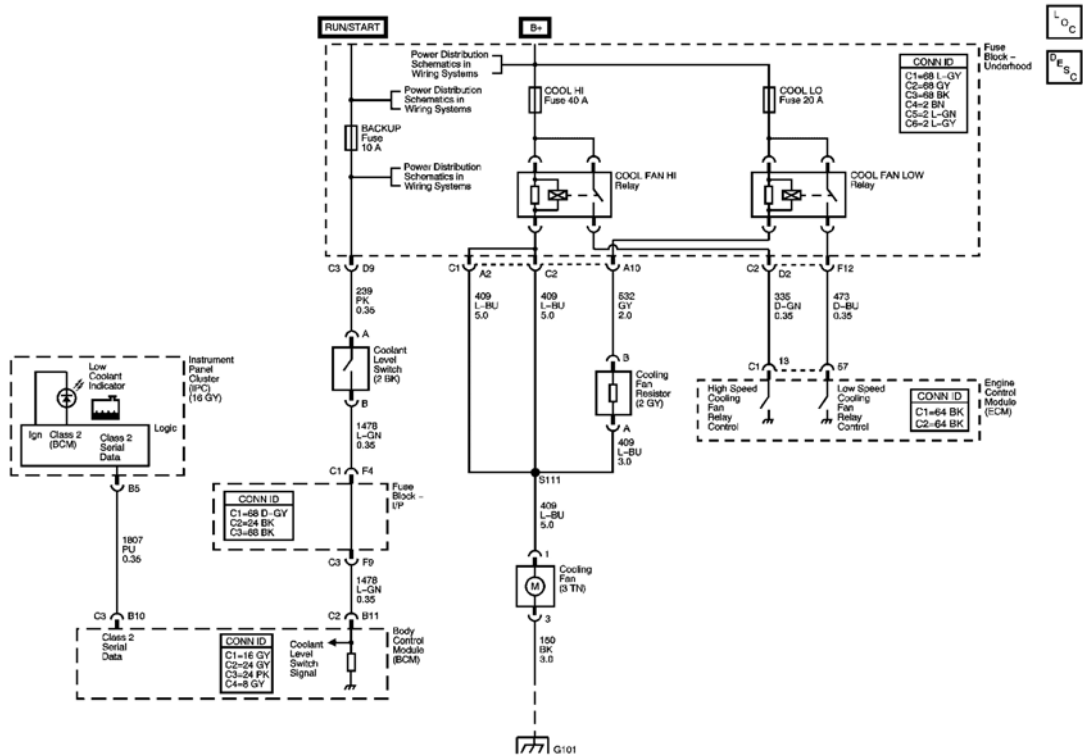 RUN/START
B+
L
O
C
D
E
S
C
Power Distribution
Schematics in
Wiring Systems
Power Distribution
Schematics in
Wiring Systems
BACKUP
Fuse
10 A
Power Distribution
Schematics in
Wiring Systems
COOL HI
Fuse 40 A
COOL LO
Fuse 20 A
CONN ID
C1=68 L-GY
C2=68 GY
C3=68 BK
C4=2 BN
C5=2 L-GN
C6=2 L-GY
Fuse
Block –
Underhood
COOL FAN HI
Relay
COOL FAN LOW
Relay
C3 D9
C1 A2
C2
A10
C2 D2
F12
239
PK
0.35
409
L-BU
5.0
409
L-BU
5.0
532
GY
2.0
335
D-GN
0.35
473
D-BU
0.35
A
Coolant
Level
Switch
(2 BK)
B
B
Cooling
Fan
Resistor
(2 GY)
A
409
L-BU
3.0
C1 13
57
High Speed
Cooling
Fan
Relay
Control
Low Speed
Cooling
Fan
Relay
Control
CONN ID
C1=64 BK
C2=64 BK
Engine
Control
Module
(ECM)
Instrument
Panel
Cluster
(IPC)
(16 GY)
Low
Coolant
Indicator
Logic
Ign
Class 2
(BCM)
Class 2
Serial
Data
B5
1807
PU
0.35
C3 B10
1478
L-GN
0.35
C1 F4
Fuse
Block –
I/P
CONN ID
C1=68 D-GY
C2=24 BK
C3=68 BK
C3 F9
1478
L-GN
0.35
C2 B11
S111
409
L-BU
5.0
1
M
Cooling
Fan
(3 TN)
3
150
BK
3.0
G101
Class 2
Serial
Data
CONN ID
C1=16 GY
C2=24 GY
C3=24 PK
C4=8 GY
Coolant
Level
Switch
Signal
Body
Control
Module
(BCM)